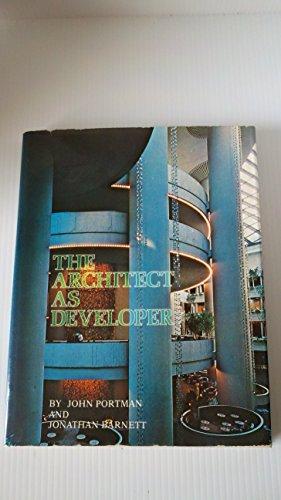 THE
ARCHITECT
AS
DEVELOPER
BY JOHN PORTMAN
AND
JONATHAN BARNETT